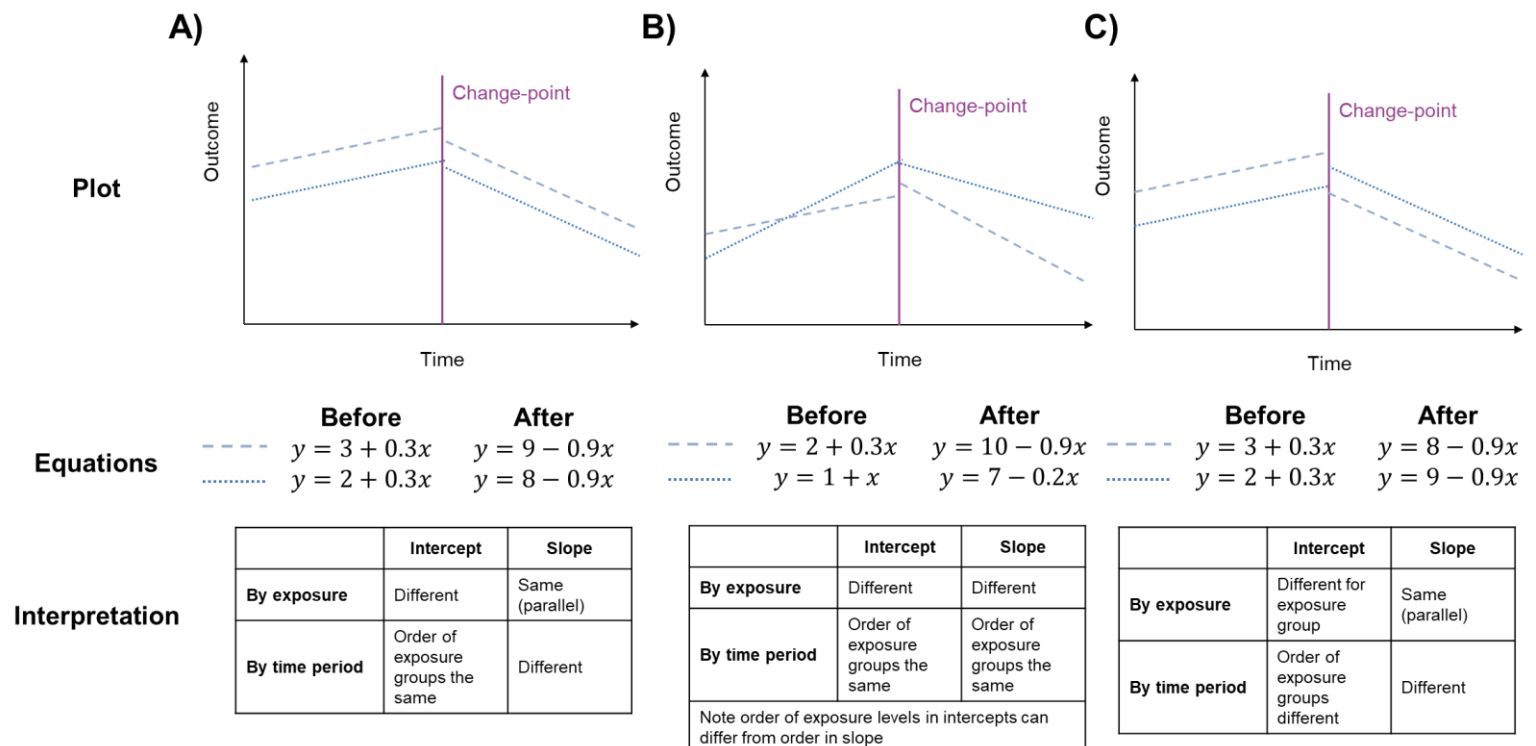 A)
B)
C)
Plot
Outcome
Change-point
Time
Outcome
Change-point
Time
Outcome
Change-point
Time
Equations
Before After
y = 3 + 0.3x y = 9 − 0.9x
y = 2 + 0.3x y = 8 − 0.9x
Before After
y = 2 + 0.3x y = 10 − 0.9x
y = 1 + x y = 7 − 0.2x
Before After
y = 3 + 0.3x y = 8 − 0.9x
y = 2 + 0.3x y = 9 − 0.9x
Interpretation
Intercept Slope
By exposure Different Same
(parallel)
By time period Order of
exposure
groups the
same Different
Intercept Slope
By exposure Different Different
By time period Order of Order of
exposure exposure
groups the groups the
same same
Note order of exposure levels in intercepts can
differ from order in slope
Intercept Slope
By exposure Different for
exposure
group Same
(parallel)
By time period Order of
exposure
groups
different Different